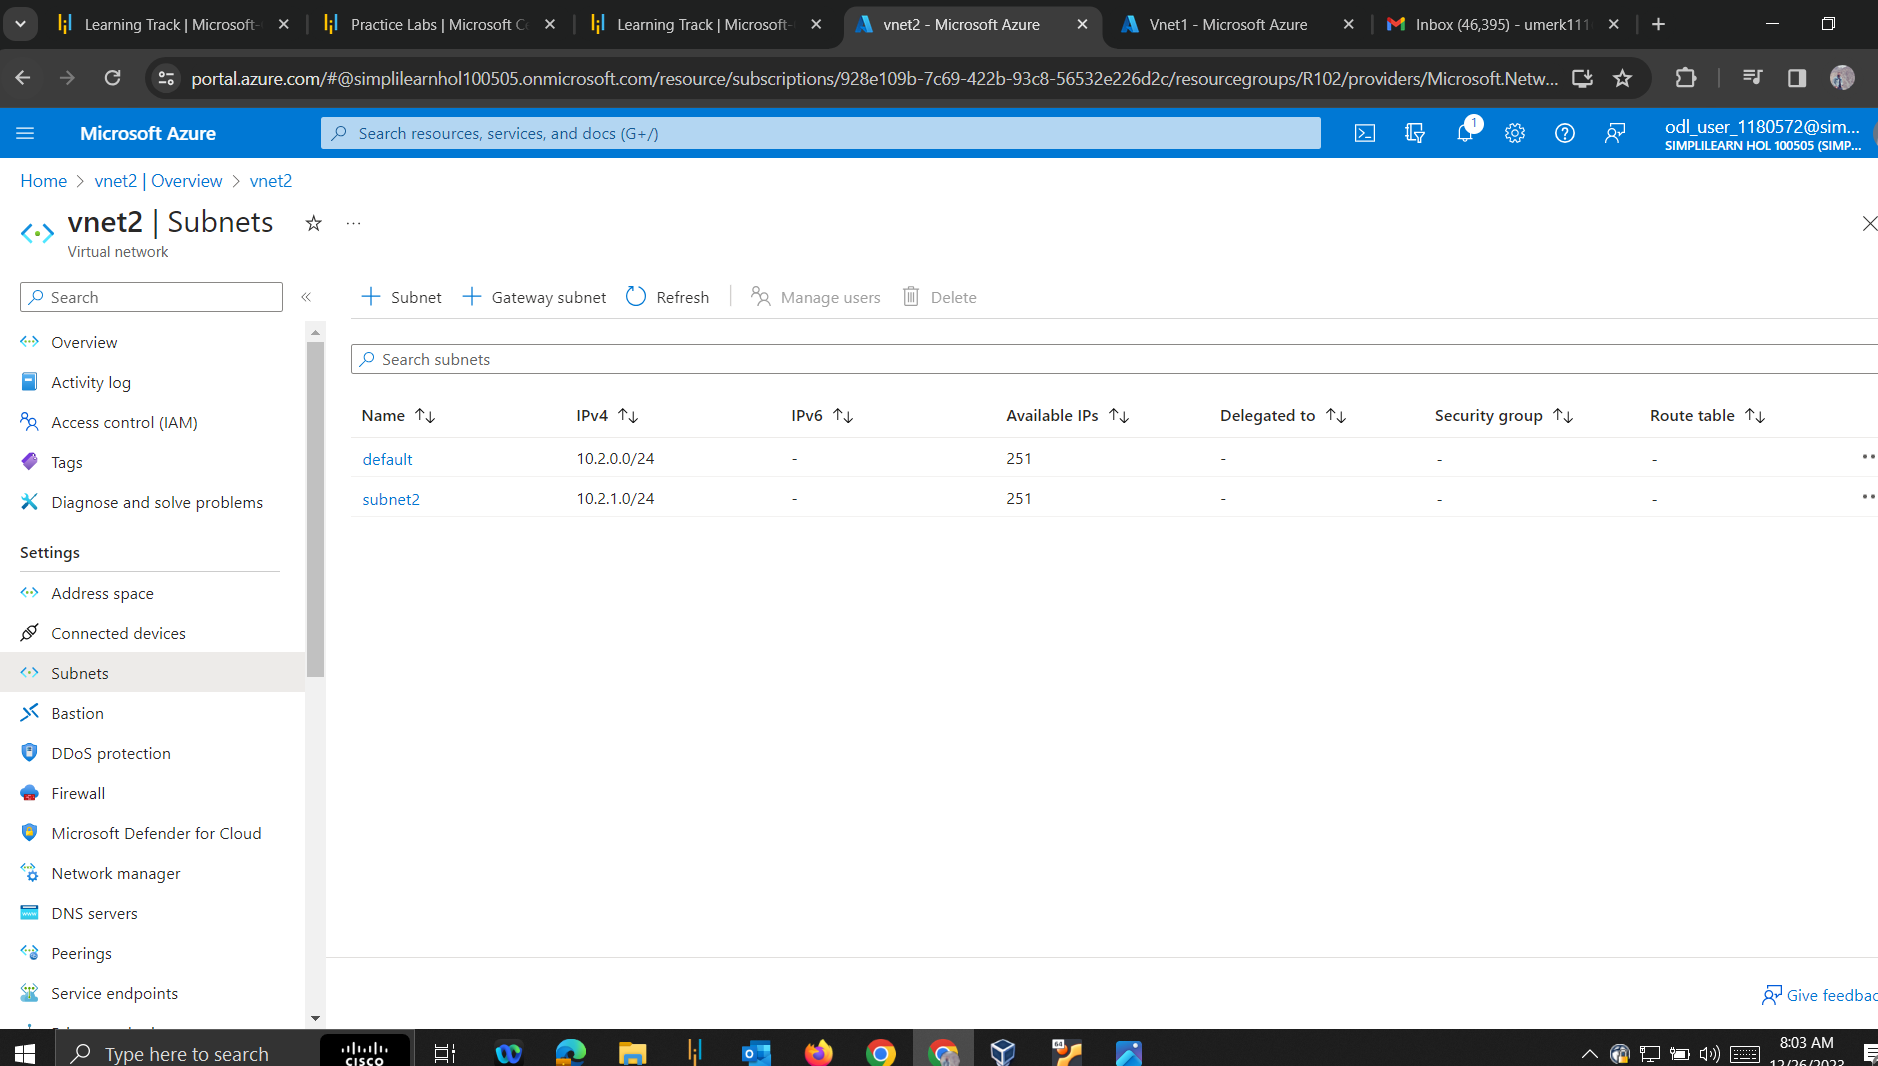 Learning Track | Microsoft- Practice Labs | Microsoft Ce Learning Track | Microsoft- vnet2 - Microsoft Azure Vnet1 - Microsoft Azure Inbox (46,395) - umerk111
portal.azure.com/#@simplilearnhol100505.onmicrosoft.com/resource/subscriptions/928e109b-7c69-422b-93c8-56532e226d2c/resourcegroups/R102/providers/Microsoft.Netw...
Microsoft Azure
Search resources, services, and docs (G+/)
1
odl_user_1180572@sim...
SIMPLILEARN HOL 100505 (SIMP...
Home > vnet2 | Overview > vnet2
vnet2 | Subnets
Virtual network
Search
Subnet Gateway subnet Refresh Manage users Delete
Search subnets
Name IPv4 IPv6 Available IPs Delegated to Security group Route table
default 10.2.0.0/24 - 251 - - -
subnet2 10.2.1.0/24 - 251 - - -
Overview
Activity log
Access control (IAM)
Tags
Diagnose and solve problems
Settings
Address space
Connected devices
Subnets
Bastion
DDoS protection
Firewall
Microsoft Defender for Cloud
Network manager
DNS servers
Peerings
Service endpoints
Give feedbac
Type here to search
CISCO
64
8:03 AM
12/26/2023